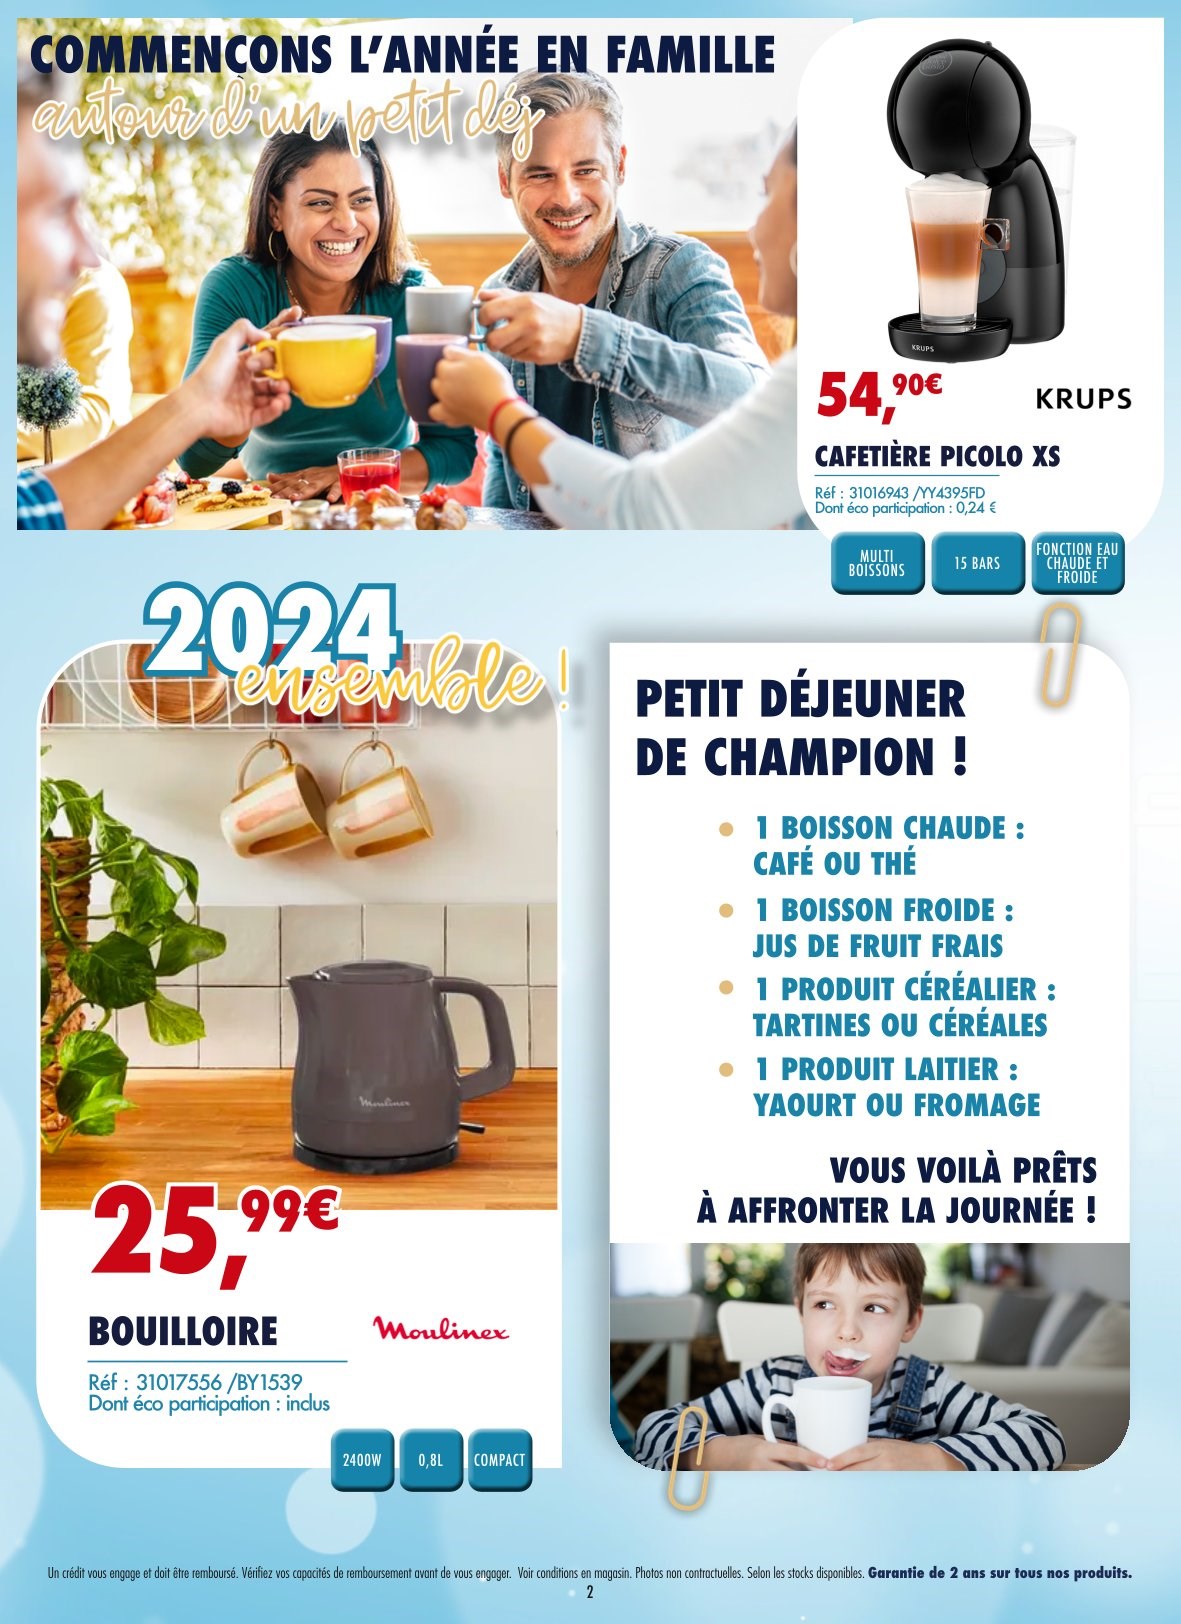 COMMENÇONS L'ANNÉE EN FAMILLE
autour d'un petit déj
KRUPS
54,90€
KRUPS
CAFETIÈRE PICOLO XS
Réf : 31016943 /YY4395FD
Dont éco participation : 0,24 €
MULTI
BOISSONS
15 BARS
FONCTION EAU
CHAUDE ET
FROIDE
2024
ensemble !
Moulinex
25,99€
BOUILLOIRE
Moulinex
Réf : 31017556 /BY1539
Dont éco participation : inclus
2400W
0,8L
COMPACT
PETIT DÉJEUNER
DE CHAMPION !
• 1 BOISSON CHAUDE :
CAFÉ OU THÉ
• 1 BOISSON FROIDE :
JUS DE FRUIT FRAIS
• 1 PRODUIT CÉRÉALIER :
TARTINES OU CÉRÉALES
• 1 PRODUIT LAITIER :
YAOURT OU FROMAGE
VOUS VOILÀ PRÊTS
À AFFRONTER LA JOURNÉE !
Un crédit vous engage et doit être remboursé. Vérifiez vos capacités de remboursement avant de vous engager. Voir conditions en magasin. Photos non contractuelles. Selon les stocks disponibles. Garantie de 2 ans sur tous nos produits.
2